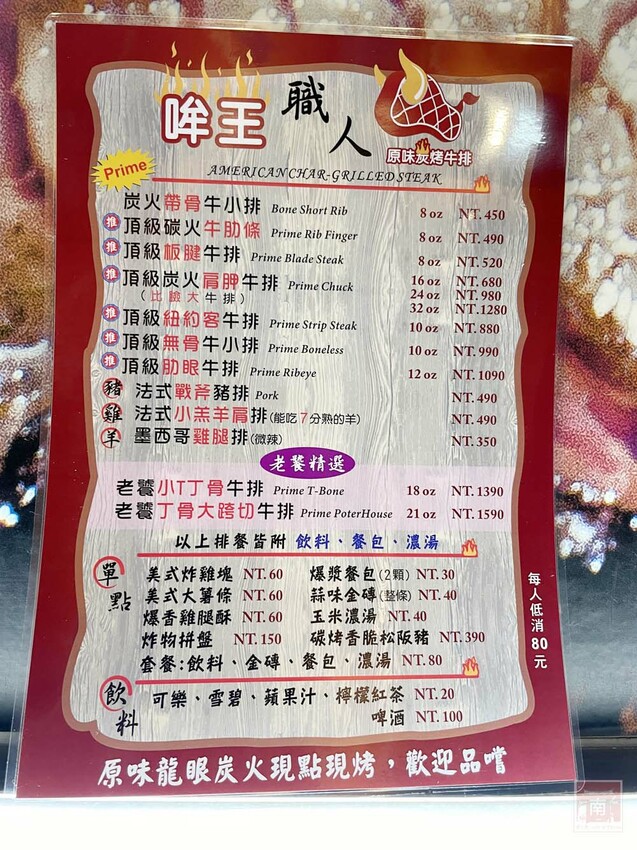 哞王 職人
原味炭烤牛排
Prime
AMERICAN CHAR-GRILLED STEAK
炭火帶骨牛小排 Bone Short Rib 8 oz NT. 450
推 頂級碳火牛肋條 Prime Rib Finger 8 oz NT. 490
推 頂級板腱牛排 Prime Blade Steak 8 oz NT. 520
推 頂級炭火肩胛牛排 Prime Chuck 16 oz NT. 680
(比臉大牛排) 24 oz NT. 980
32 oz NT.1280
推 頂級紐約客牛排 Prime Strip Steak 10 oz NT. 880
推 頂級無骨牛小排 Prime Boneless 10 oz NT. 990
推 頂級肋眼牛排 Prime Ribeye 12 oz NT. 1090
豬 法式戰斧豬排 Pork NT. 490
雞 法式小羔羊肩排(能吃7分熟的羊) NT. 490
羊 墨西哥雞腿排(微辣) NT. 350
老饕精選
老饕小T丁骨牛排 Prime T-Bone 18 oz NT. 1390
老饕丁骨大跨切牛排 Prime PoterHouse 21 oz NT. 1590
以上排餐皆附 飲料、餐包、濃湯
單點
美式炸雞塊 NT. 60 爆漿餐包(2顆) NT. 30
美式大薯條 NT. 60 蒜味金磚(整條) NT. 40
爆香雞腿酥 NT. 60 玉米濃湯 NT. 40
炸物拼盤 NT. 150 碳烤香脆松阪豬 NT. 390
套餐:飲料、金磚、餐包、濃湯 NT. 80
每人低消80元
飲料
可樂、雪碧、蘋果汁、檸檬紅茶 NT. 20
啤酒 NT. 100
原味龍眼炭火現點現烤,歡迎品嚐
南